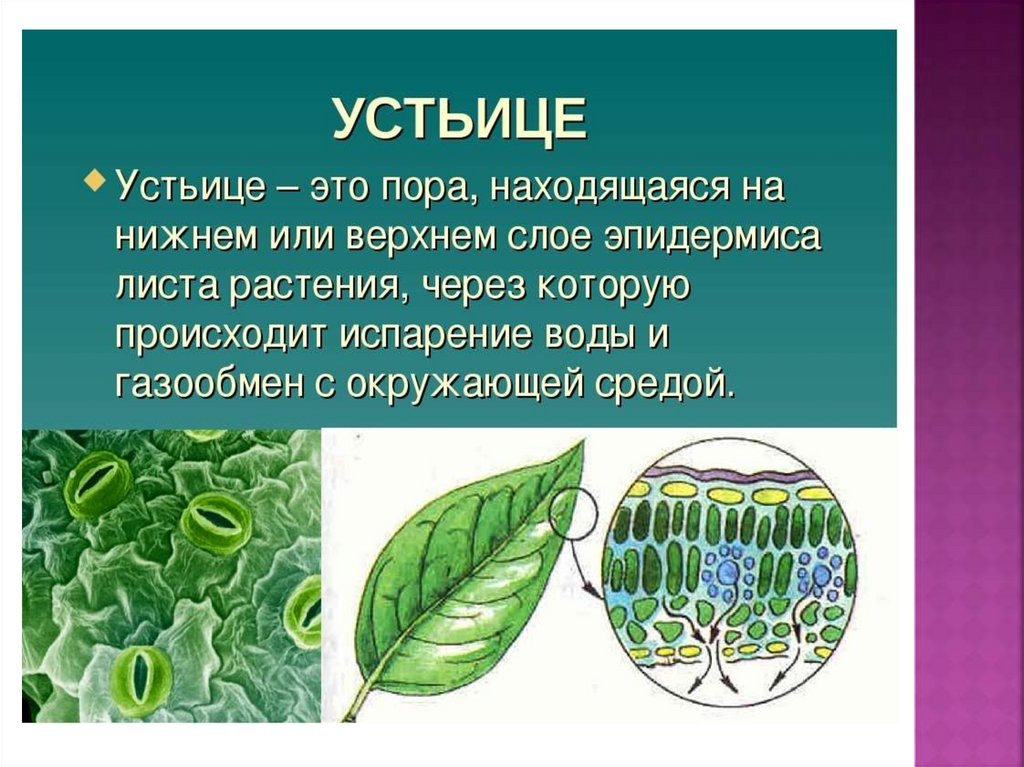 УСТЬИЦЕ
Устьице – это пора, находящаяся на
нижнем или верхнем слое эпидермиса
листа растения, через которую
происходит испарение воды и
газообмен с окружающей средой.